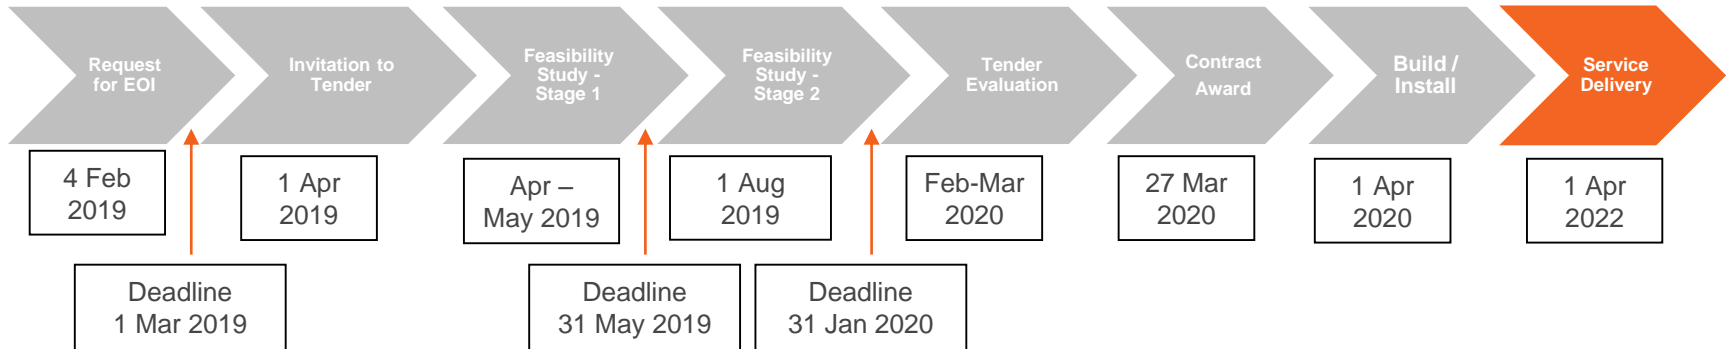 Request
for EOI
Invitation to
Tender
Feasibility
Study -
Stage 1
Feasibility
Study -
Stage 2
Tender
Evaluation
Contract
Award
Build /
Install
Service
Delivery
4 Feb
2019
1 Apr
2019
Apr –
May 2019
1 Aug
2019
Feb-Mar
2020
27 Mar
2020
1 Apr
2020
1 Apr
2022
Deadline
1 Mar 2019
Deadline
31 May 2019
Deadline
31 Jan 2020